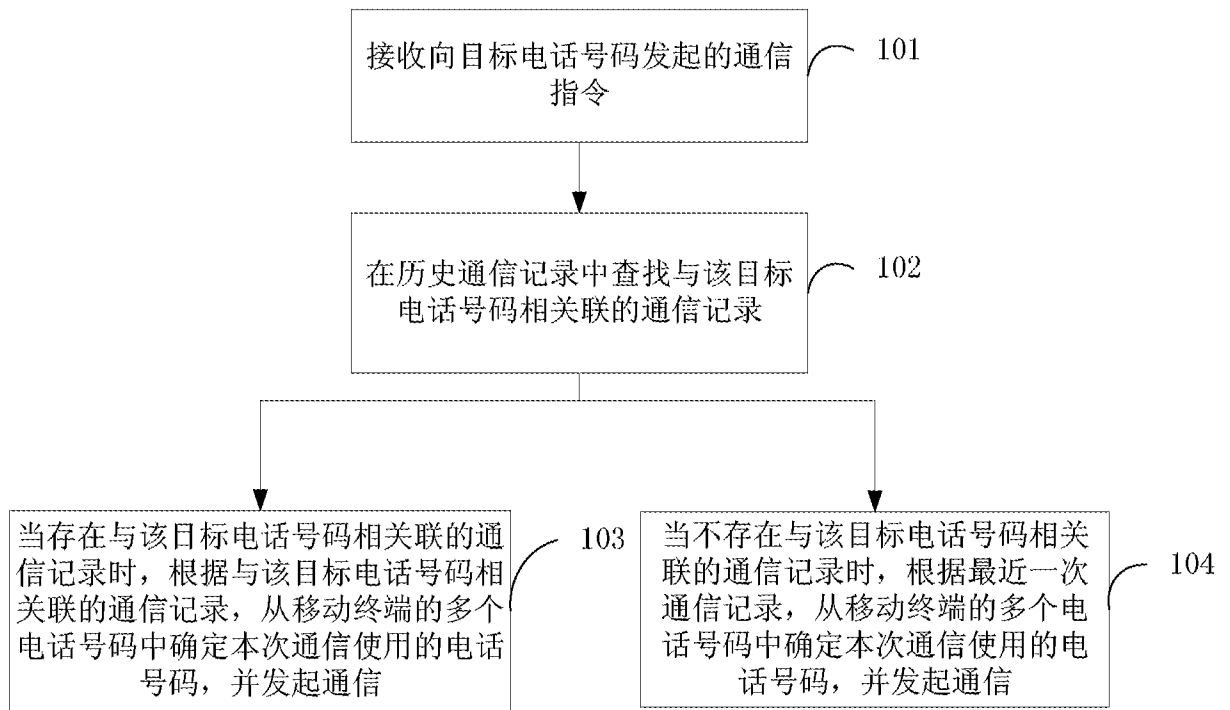 接收向目标电话号码发起的通信
指令
101
在历史通信记录中查找与该目标
电话号码相关联的通信记录
102
当存在与该目标电话号码相关联的通
信记录时，根据与该目标电话号码相
关联的通信记录，从移动终端的多个
电话号码中确定本次通信使用的电话
号码，并发起通信
103
当不存在与该目标电话号码相关
联的通信记录时，根据最近一次
通信记录，从移动终端的多个电
话号码中确定本次通信使用的电
话号码，并发起通信
104